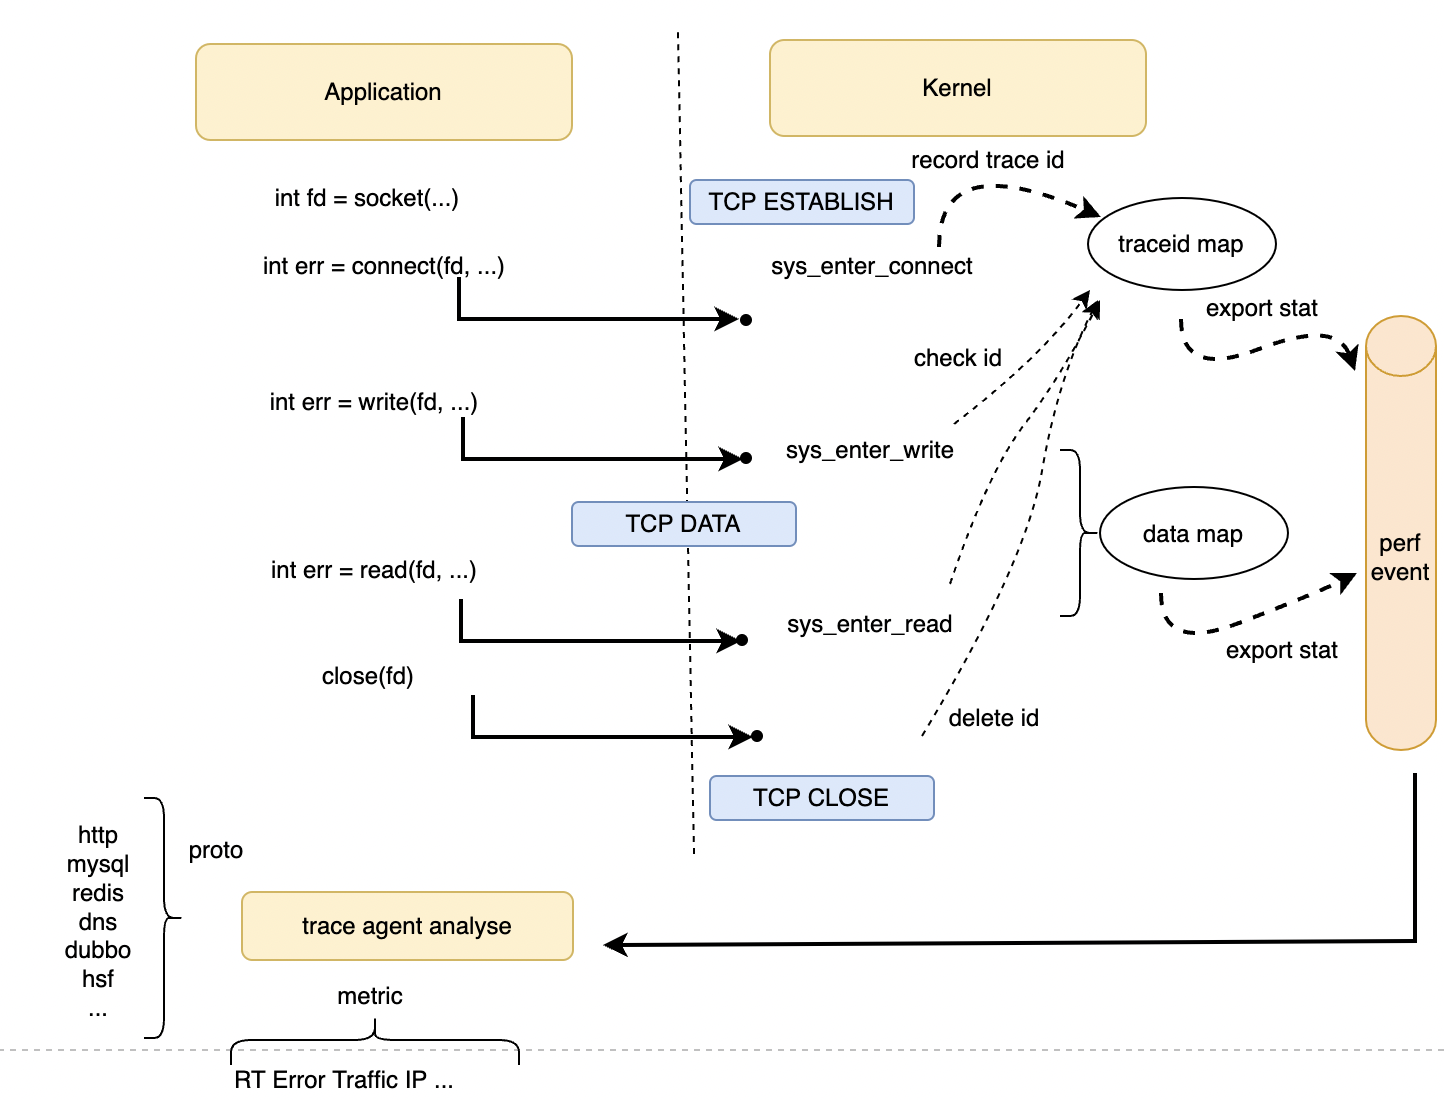 Application
Kernel
record trace id
int fd = socket(...)
TCP ESTABLISH
traceid map
int err = connect(fd, ...)
sys_enter_connect
export stat
check id
int err = write(fd, ...)
sys_enter_write
TCP DATA
data map
perf
event
int err = read(fd, ...)
sys_enter_read
export stat
close(fd)
delete id
TCP CLOSE
http
mysql
redis
dns
dubbo
hsf
...
proto
trace agent analyse
metric
RT Error Traffic IP ...